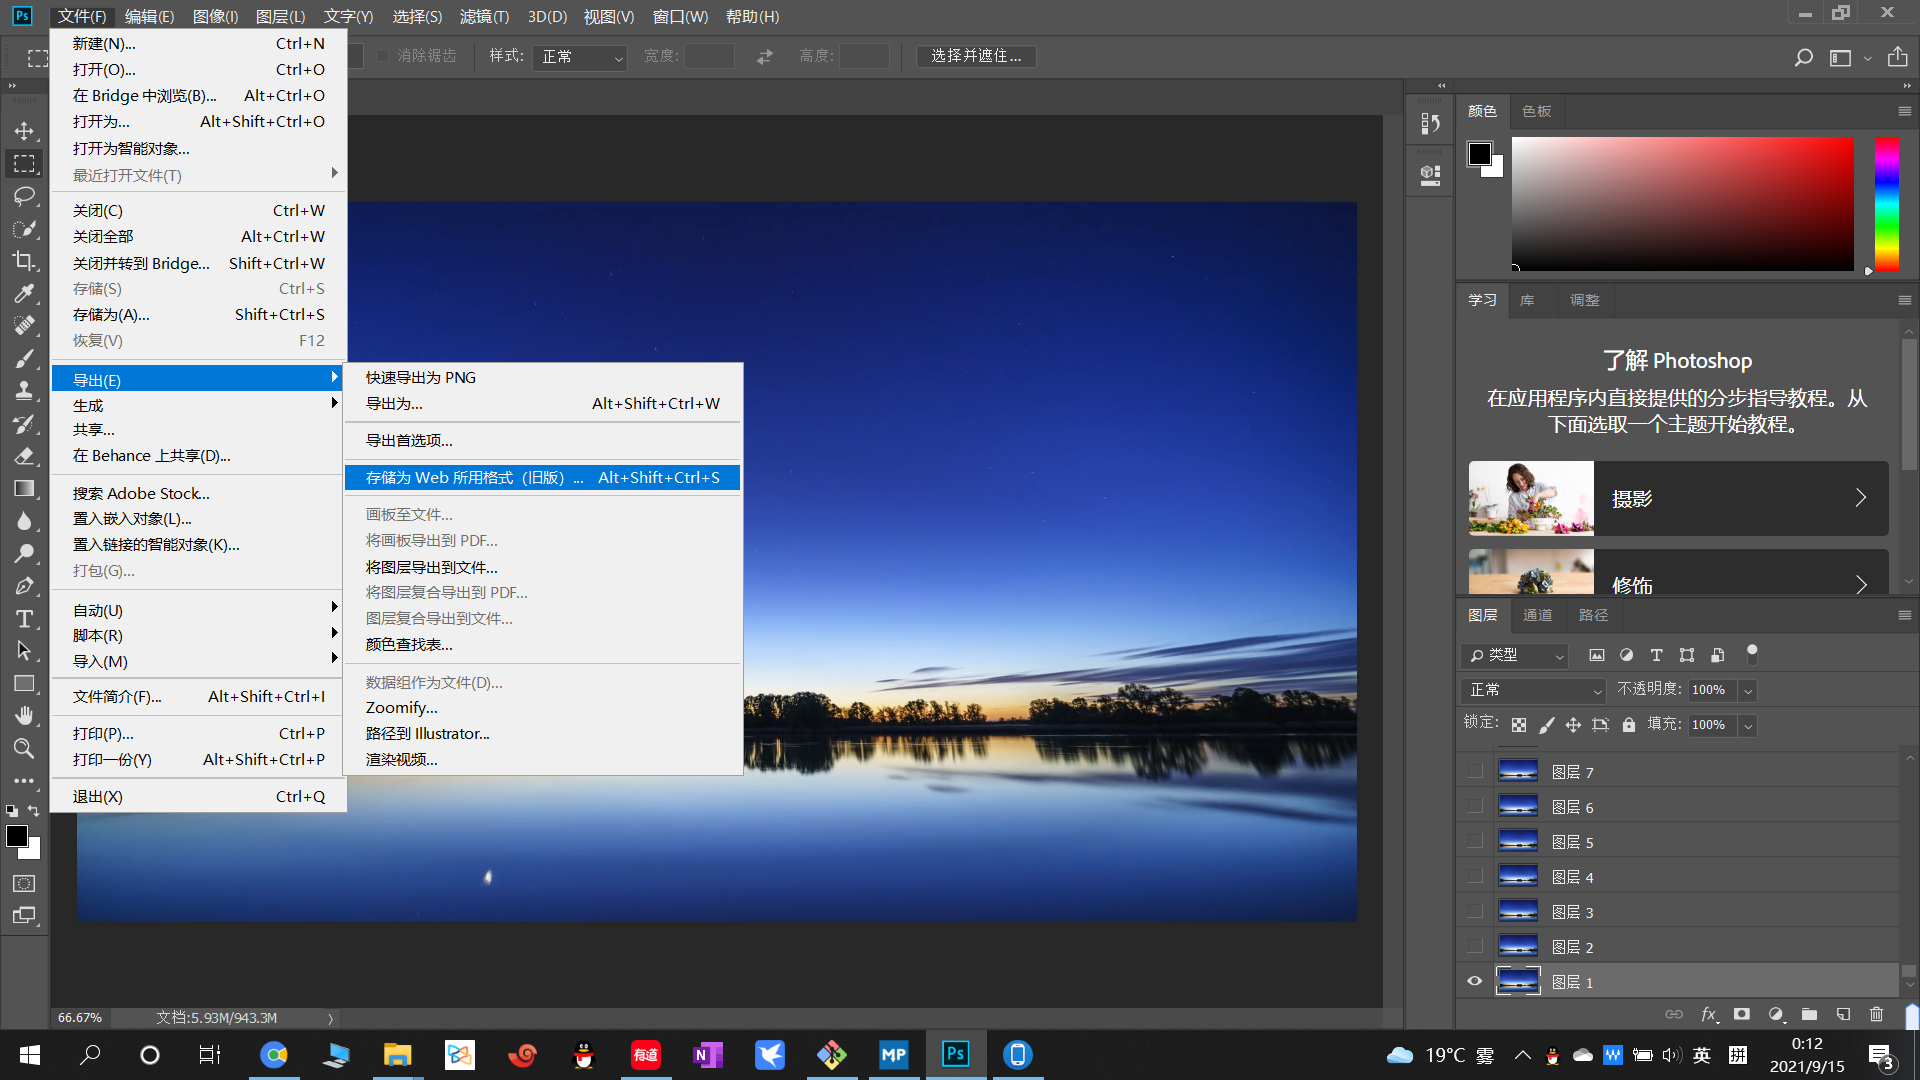 Ps 文件(F) 编辑(E) 图像(I) 图层(L) 文字(Y) 选择(S) 滤镜(T) 3D(D) 视图(V) 窗口(W) 帮助(H)
消除锯齿 样式: 正常 宽度: 高度: 选择并遮住...
新建(N)... Ctrl+N
打开(O)... Ctrl+O
在 Bridge 中浏览(B)... Alt+Ctrl+O
打开为... Alt+Shift+Ctrl+O
打开为智能对象...
最近打开文件(T)
关闭(C) Ctrl+W
关闭全部 Alt+Ctrl+W
关闭并转到 Bridge... Shift+Ctrl+W
存储(S) Ctrl+S
存储为(A)... Shift+Ctrl+S
恢复(V) F12
导出(E)
生成
共享...
在 Behance 上共享(D)...
搜索 Adobe Stock...
置入嵌入对象(L)...
置入链接的智能对象(K)...
打包(G)...
自动(U)
脚本(R)
导入(M)
文件简介(F)... Alt+Shift+Ctrl+I
打印(P)... Ctrl+P
打印一份(Y) Alt+Shift+Ctrl+P
退出(X) Ctrl+Q
快速导出为 PNG
导出为... Alt+Shift+Ctrl+W
导出首选项...
存储为 Web 所用格式（旧版）... Alt+Shift+Ctrl+S
画板至文件...
将画板导出到 PDF...
将图层导出到文件...
将图层复合导出到 PDF...
图层复合导出到文件...
颜色查找表...
数据组作为文件(D)...
Zoomify...
路径到 Illustrator...
渲染视频...
颜色 色板
学习 库 调整
了解 Photoshop
在应用程序内直接提供的分步指导教程。从
下面选取一个主题开始教程。
摄影
修饰
图层 通道 路径
类型
正常 不透明度: 100%
锁定: 填充: 100%
图层 7
图层 6
图层 5
图层 4
图层 3
图层 2
图层 1
fx
66.67% 文档:5.93M/943.3M
有道 N MP Ps 19°C 雾 W 英 拼 0:12
2021/9/15
3